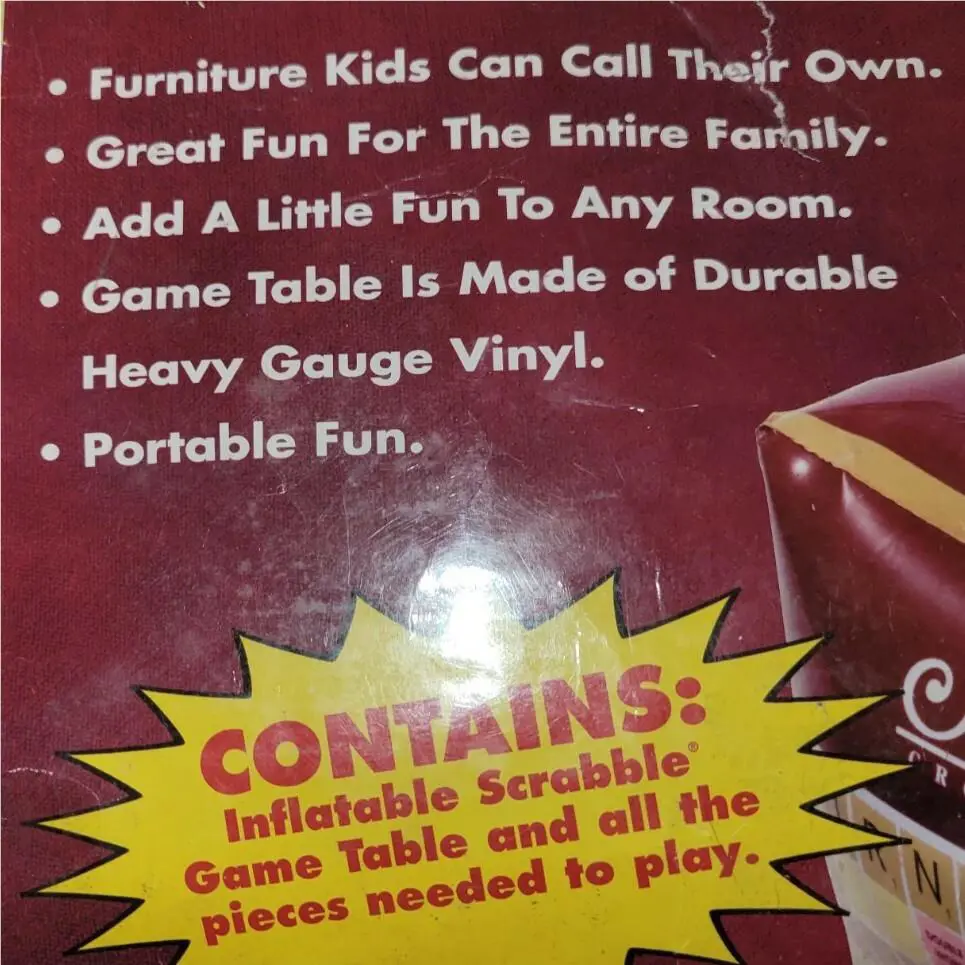 • Furniture Kids Can Call Their Own.
• Great Fun For The Entire Family.
• Add A Little Fun To Any Room.
• Game Table Is Made of Durable
Heavy Gauge Vinyl.
• Portable Fun.
CONTAINS:
Inflatable Scrabble®
Game Table and all the
pieces needed to play.
R N